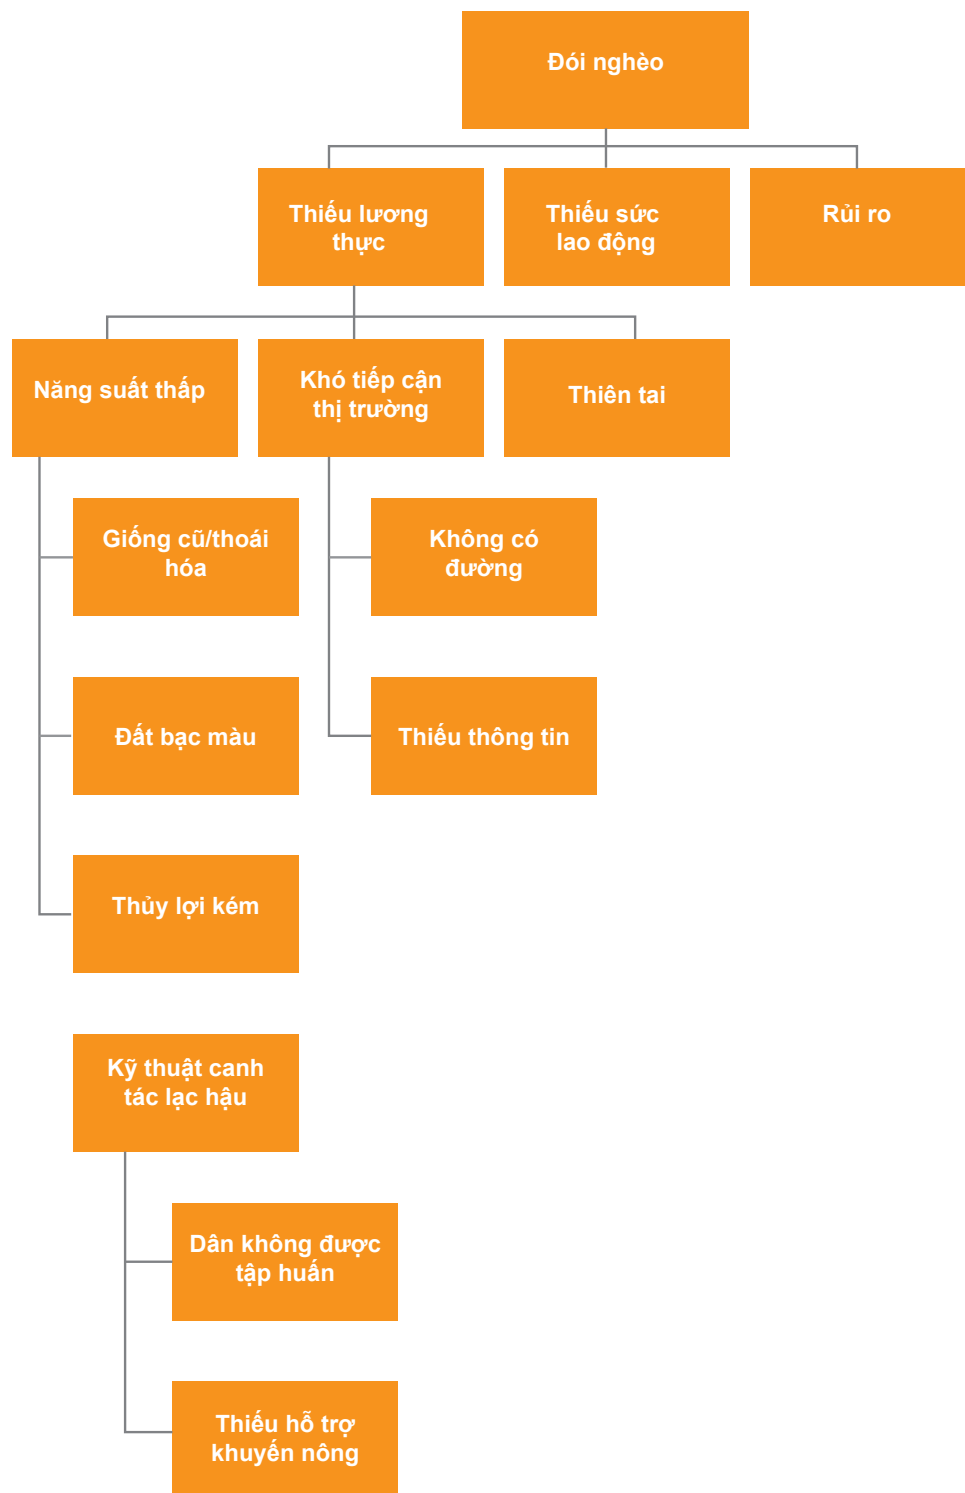 Đói nghèo
Thiếu lương
thực
Thiếu sức
lao động
Rủi ro
Năng suất thấp
Khó tiếp cận
thị trường
Thiên tai
Giống cũ/thoái
hóa
Không có
đường
Đất bạc màu
Thiếu thông tin
Thủy lợi kém
Kỹ thuật canh
tác lạc hậu
Dân không được
tập huấn
Thiếu hỗ trợ
khuyến nông